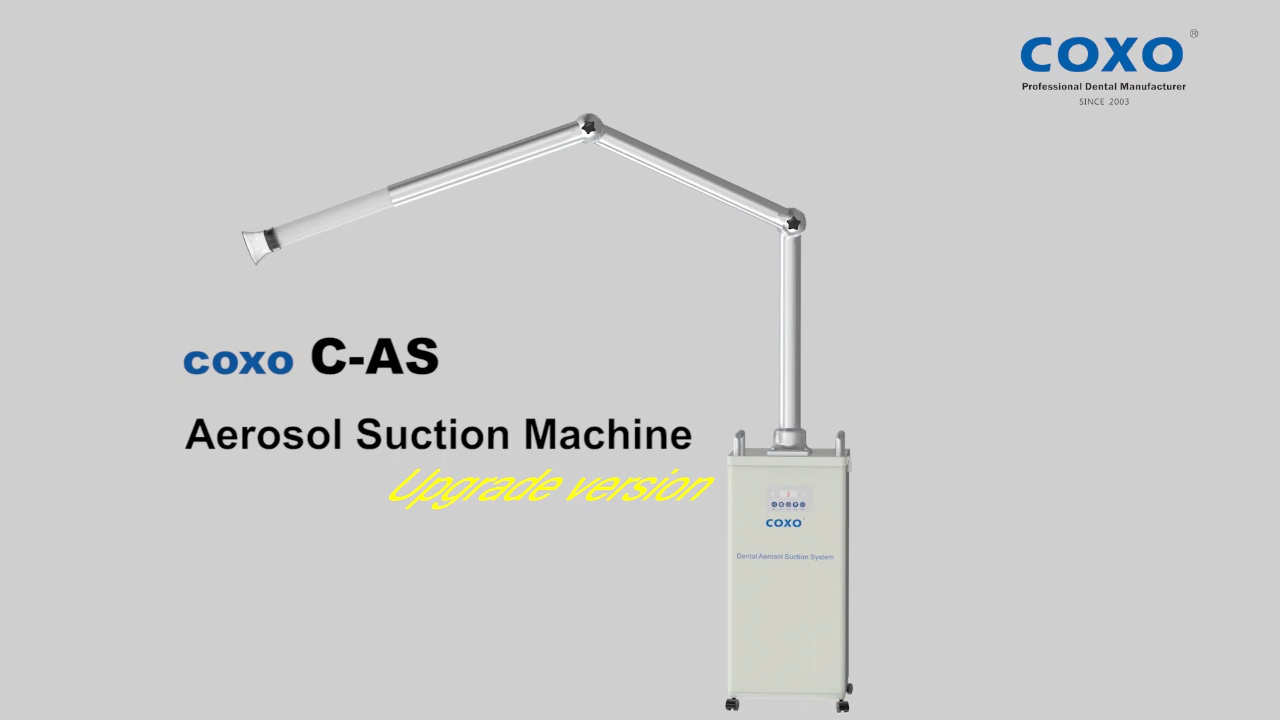 COXO®
Professional Dental Manufacturer
SINCE 2003
COXO C-AS
Aerosol Suction Machine
Upgrade version
COXO
Dental Aerosol Suction System